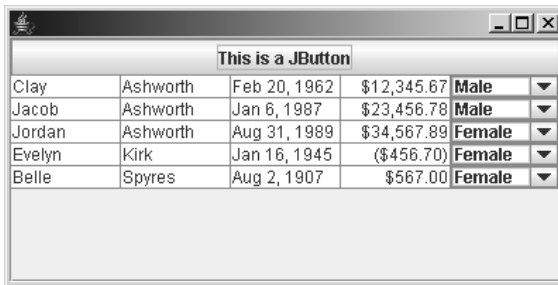 This is a JButton
Clay Ashworth Feb 20, 1962 $12,345.67 Male
Jacob Ashworth Jan 6, 1987 $23,456.78 Male
Jordan Ashworth Aug 31, 1989 $34,567.89 Female
Evelyn Kirk Jan 16, 1945 ($456.70) Female
Belle Spyres Aug 2, 1907 $567.00 Female